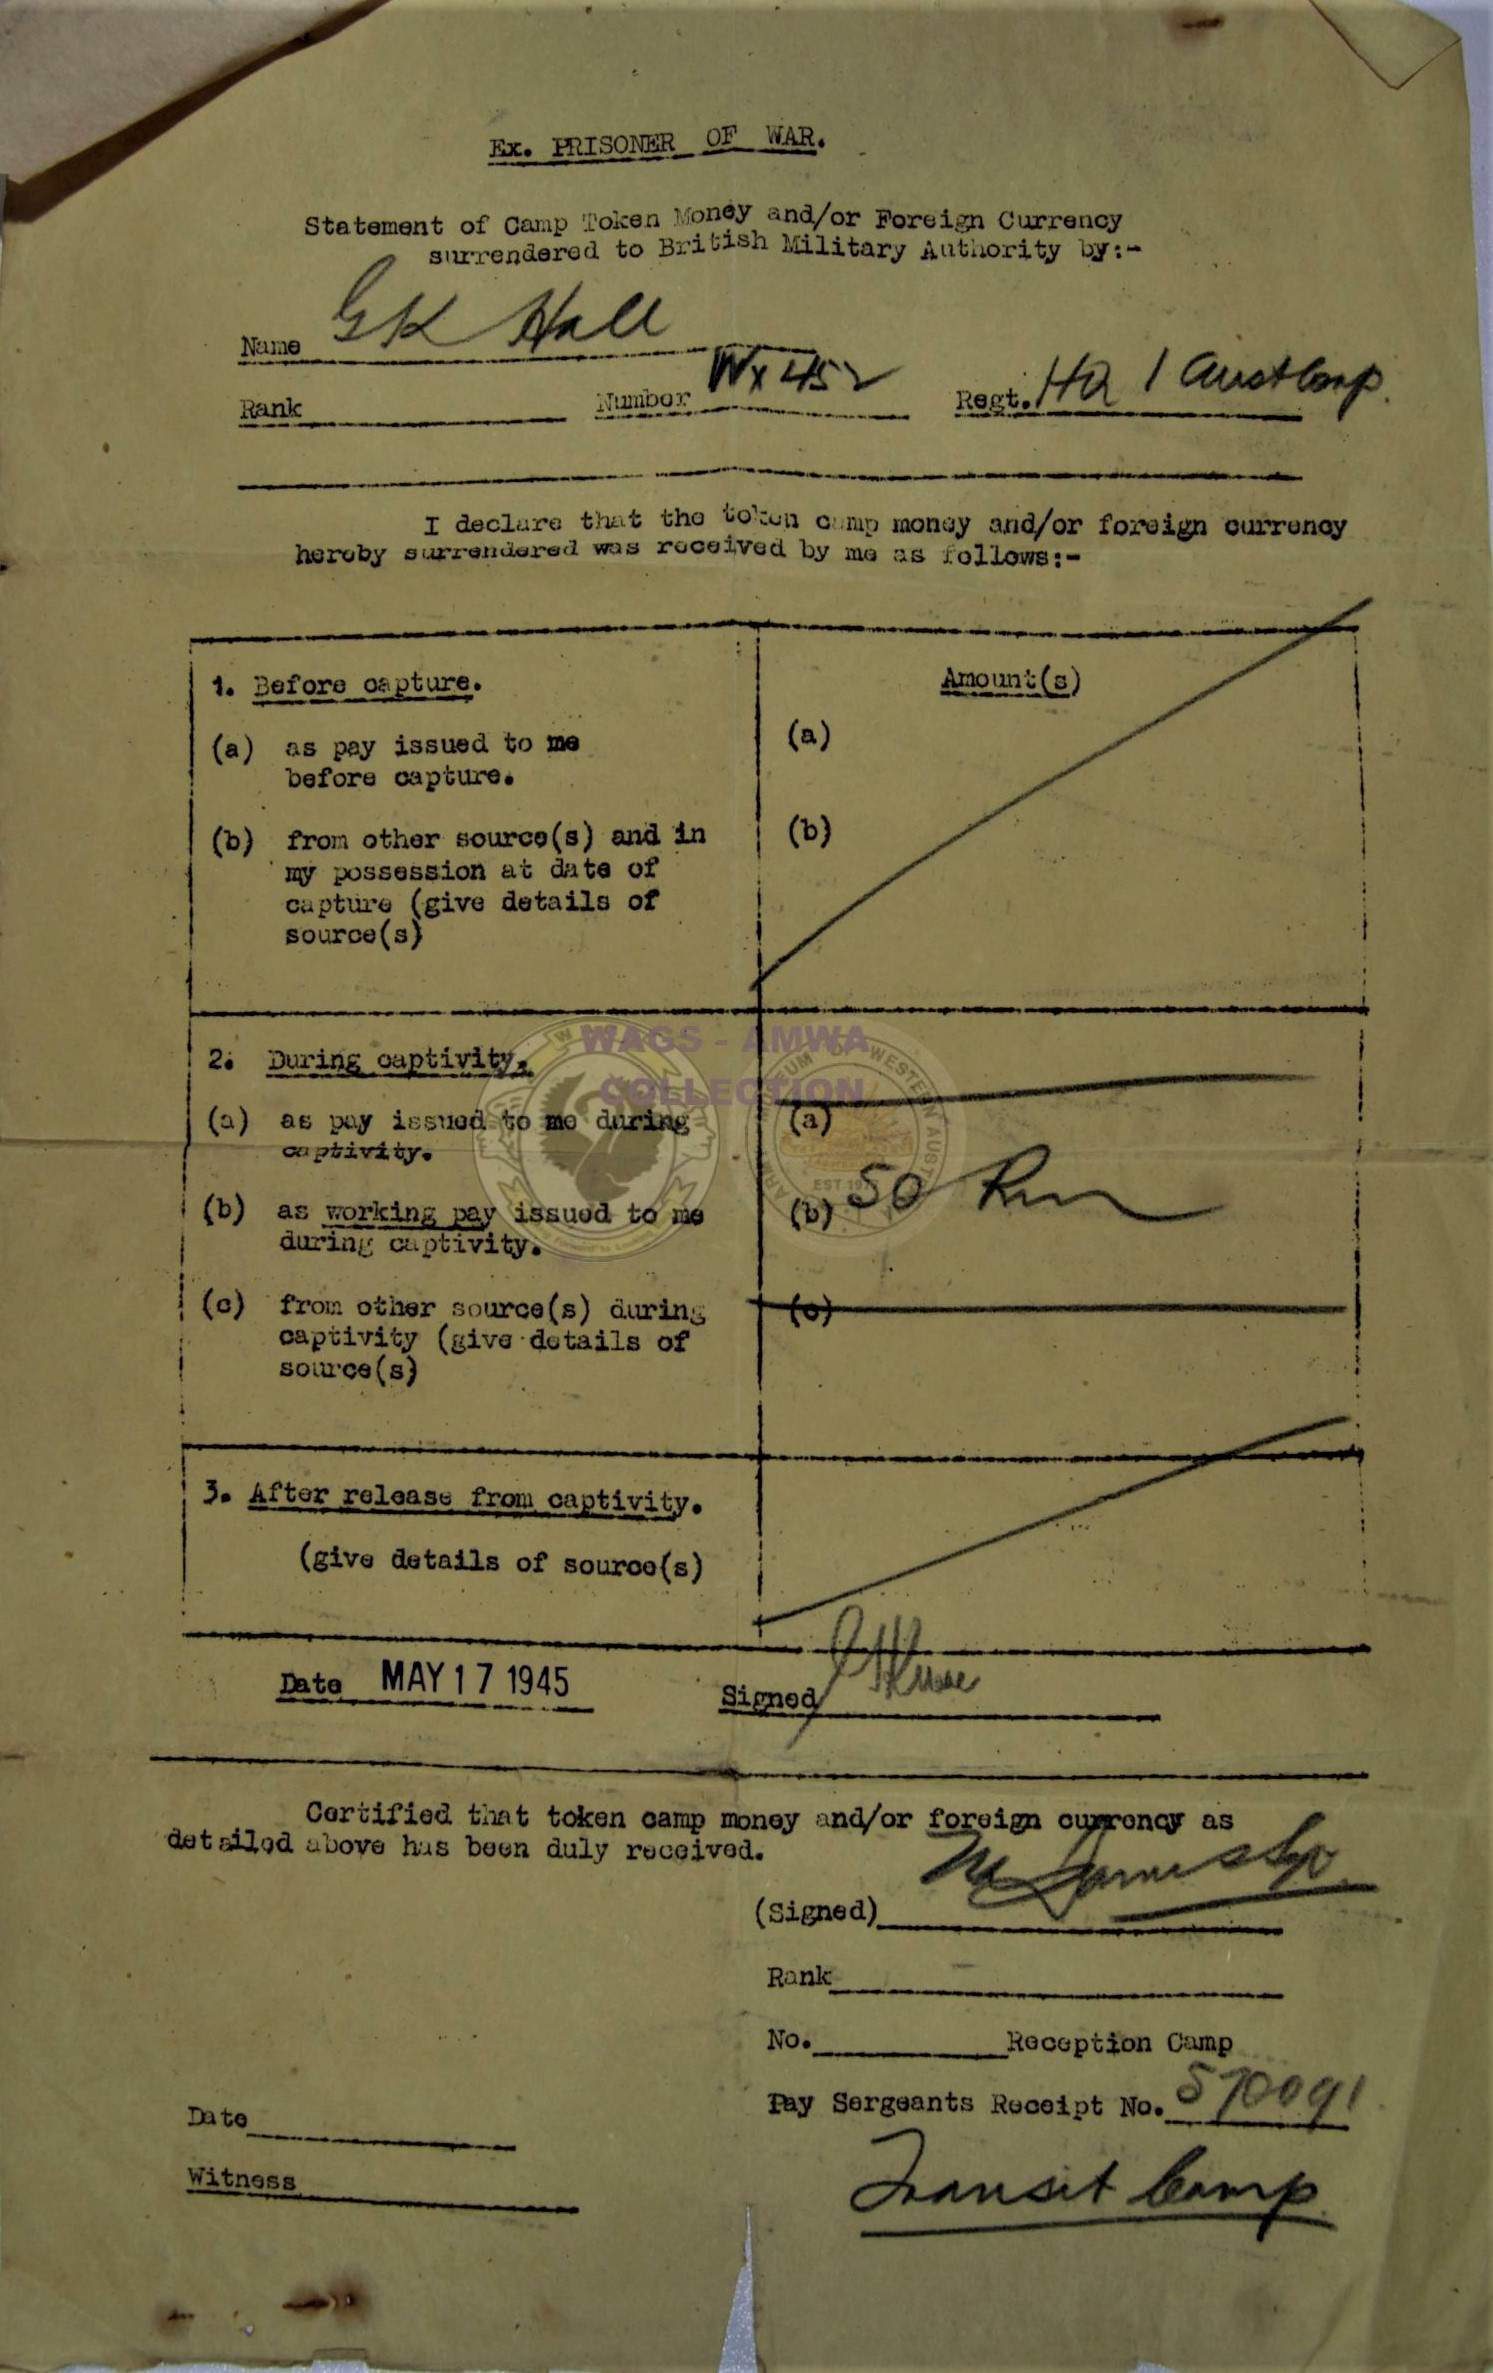 Ex. PRISONER OF WAR.
Statement of Camp Token Money and/or Foreign Currency
surrendered to British Military Authority by:-
Name GK Hall
Rank Number WX 452 Regt. HQ 1 Aust Corp.
I declare that the token camp money and/or foreign currency
hereby surrendered was received by me as follows:-
1. Before capture.
Amount(s)
(a) as pay issued to me
before capture.
(a)
(b) from other source(s) and in
my possession at date of
capture (give details of
source(s)
(b)
WAGS - AMWA
COLLECTION
2. During captivity.
(a) as pay issued to me during
captivity.
(a)
(b) as working pay issued to me
during captivity.
(b) 50 Rm
(c) from other source(s) during
captivity (give details of
source(s)
(c)
3. After release from captivity.
(give details of source(s)
Date MAY 17 1945
Signed
Certified that token camp money and/or foreign currency as
detailed above has been duly received.
(Signed)
Rank
No. Reception Camp
Pay Sergeants Receipt No. 570091
Date
Witness
Transit Camp